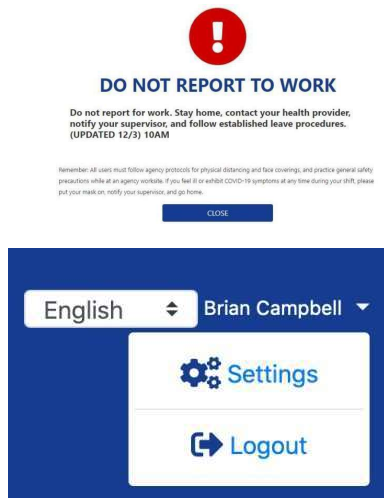 DO NOT REPORT TO WORK
Do not report for work. Stay home, contact your health provider,
notify your supervisor, and follow established leave procedures.
(UPDATED 12/3) 10AM
Remember: All users must follow agency protocols for physical distancing and face coverings, and practice general safety
precautions while at an agency worksite. If you feel ill or exhibit COVID-19 symptoms at any time during your shift, please
put your mask on, notify your supervisor, and go home.
CLOSE
English Brian Campbell
Settings
Logout